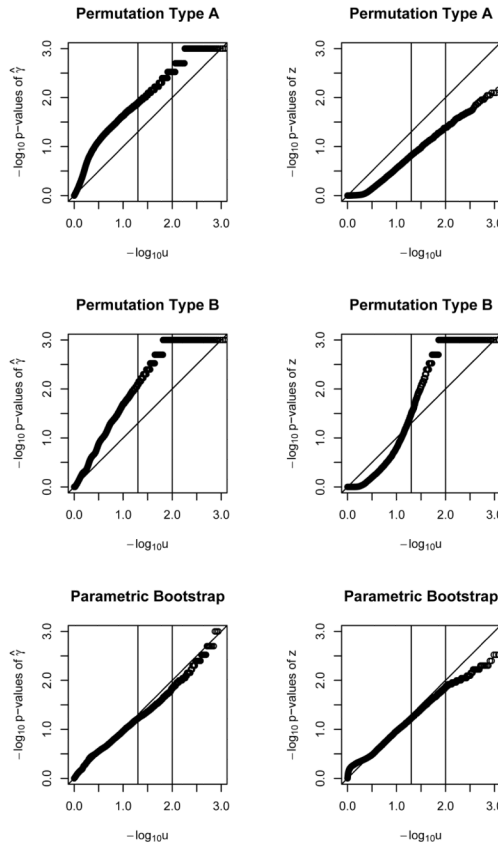 Permutation Type A
−log₁₀ p−values of γ̂
0.0 1.0 2.0 3.0
0.0 1.0 2.0 3.0
−log₁₀u
Permutation Type A
−log₁₀ p−values of z
0.0 1.0 2.0 3.0
0.0 1.0 2.0 3.0
−log₁₀u
Permutation Type B
−log₁₀ p−values of γ̂
0.0 1.0 2.0 3.0
0.0 1.0 2.0 3.0
−log₁₀u
Permutation Type B
−log₁₀ p−values of z
0.0 1.0 2.0 3.0
0.0 1.0 2.0 3.0
−log₁₀u
Parametric Bootstrap
−log₁₀ p−values of γ̂
0.0 1.0 2.0 3.0
0.0 1.0 2.0 3.0
−log₁₀u
Parametric Bootstrap
−log₁₀ p−values of z
0.0 1.0 2.0 3.0
0.0 1.0 2.0 3.0
−log₁₀u